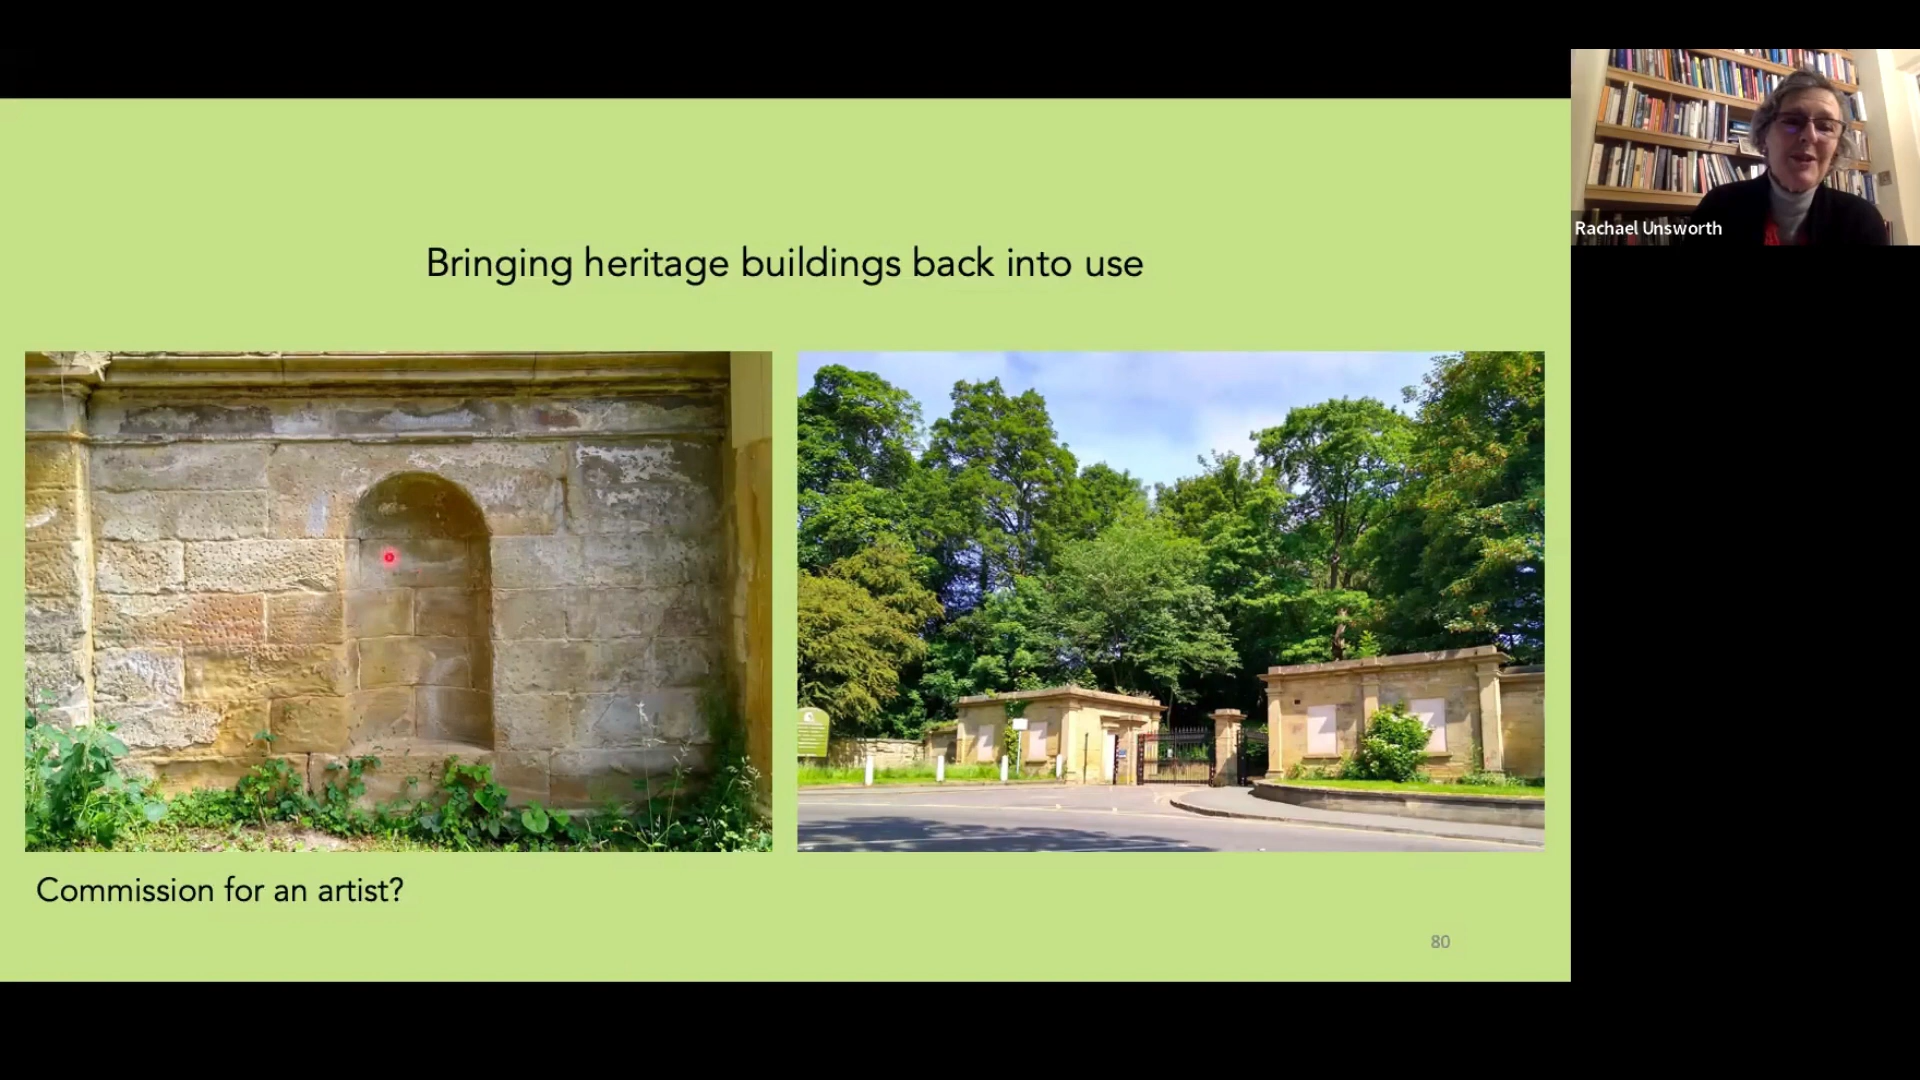 Bringing heritage buildings back into use
Rachael Unsworth
Commission for an artist?
80